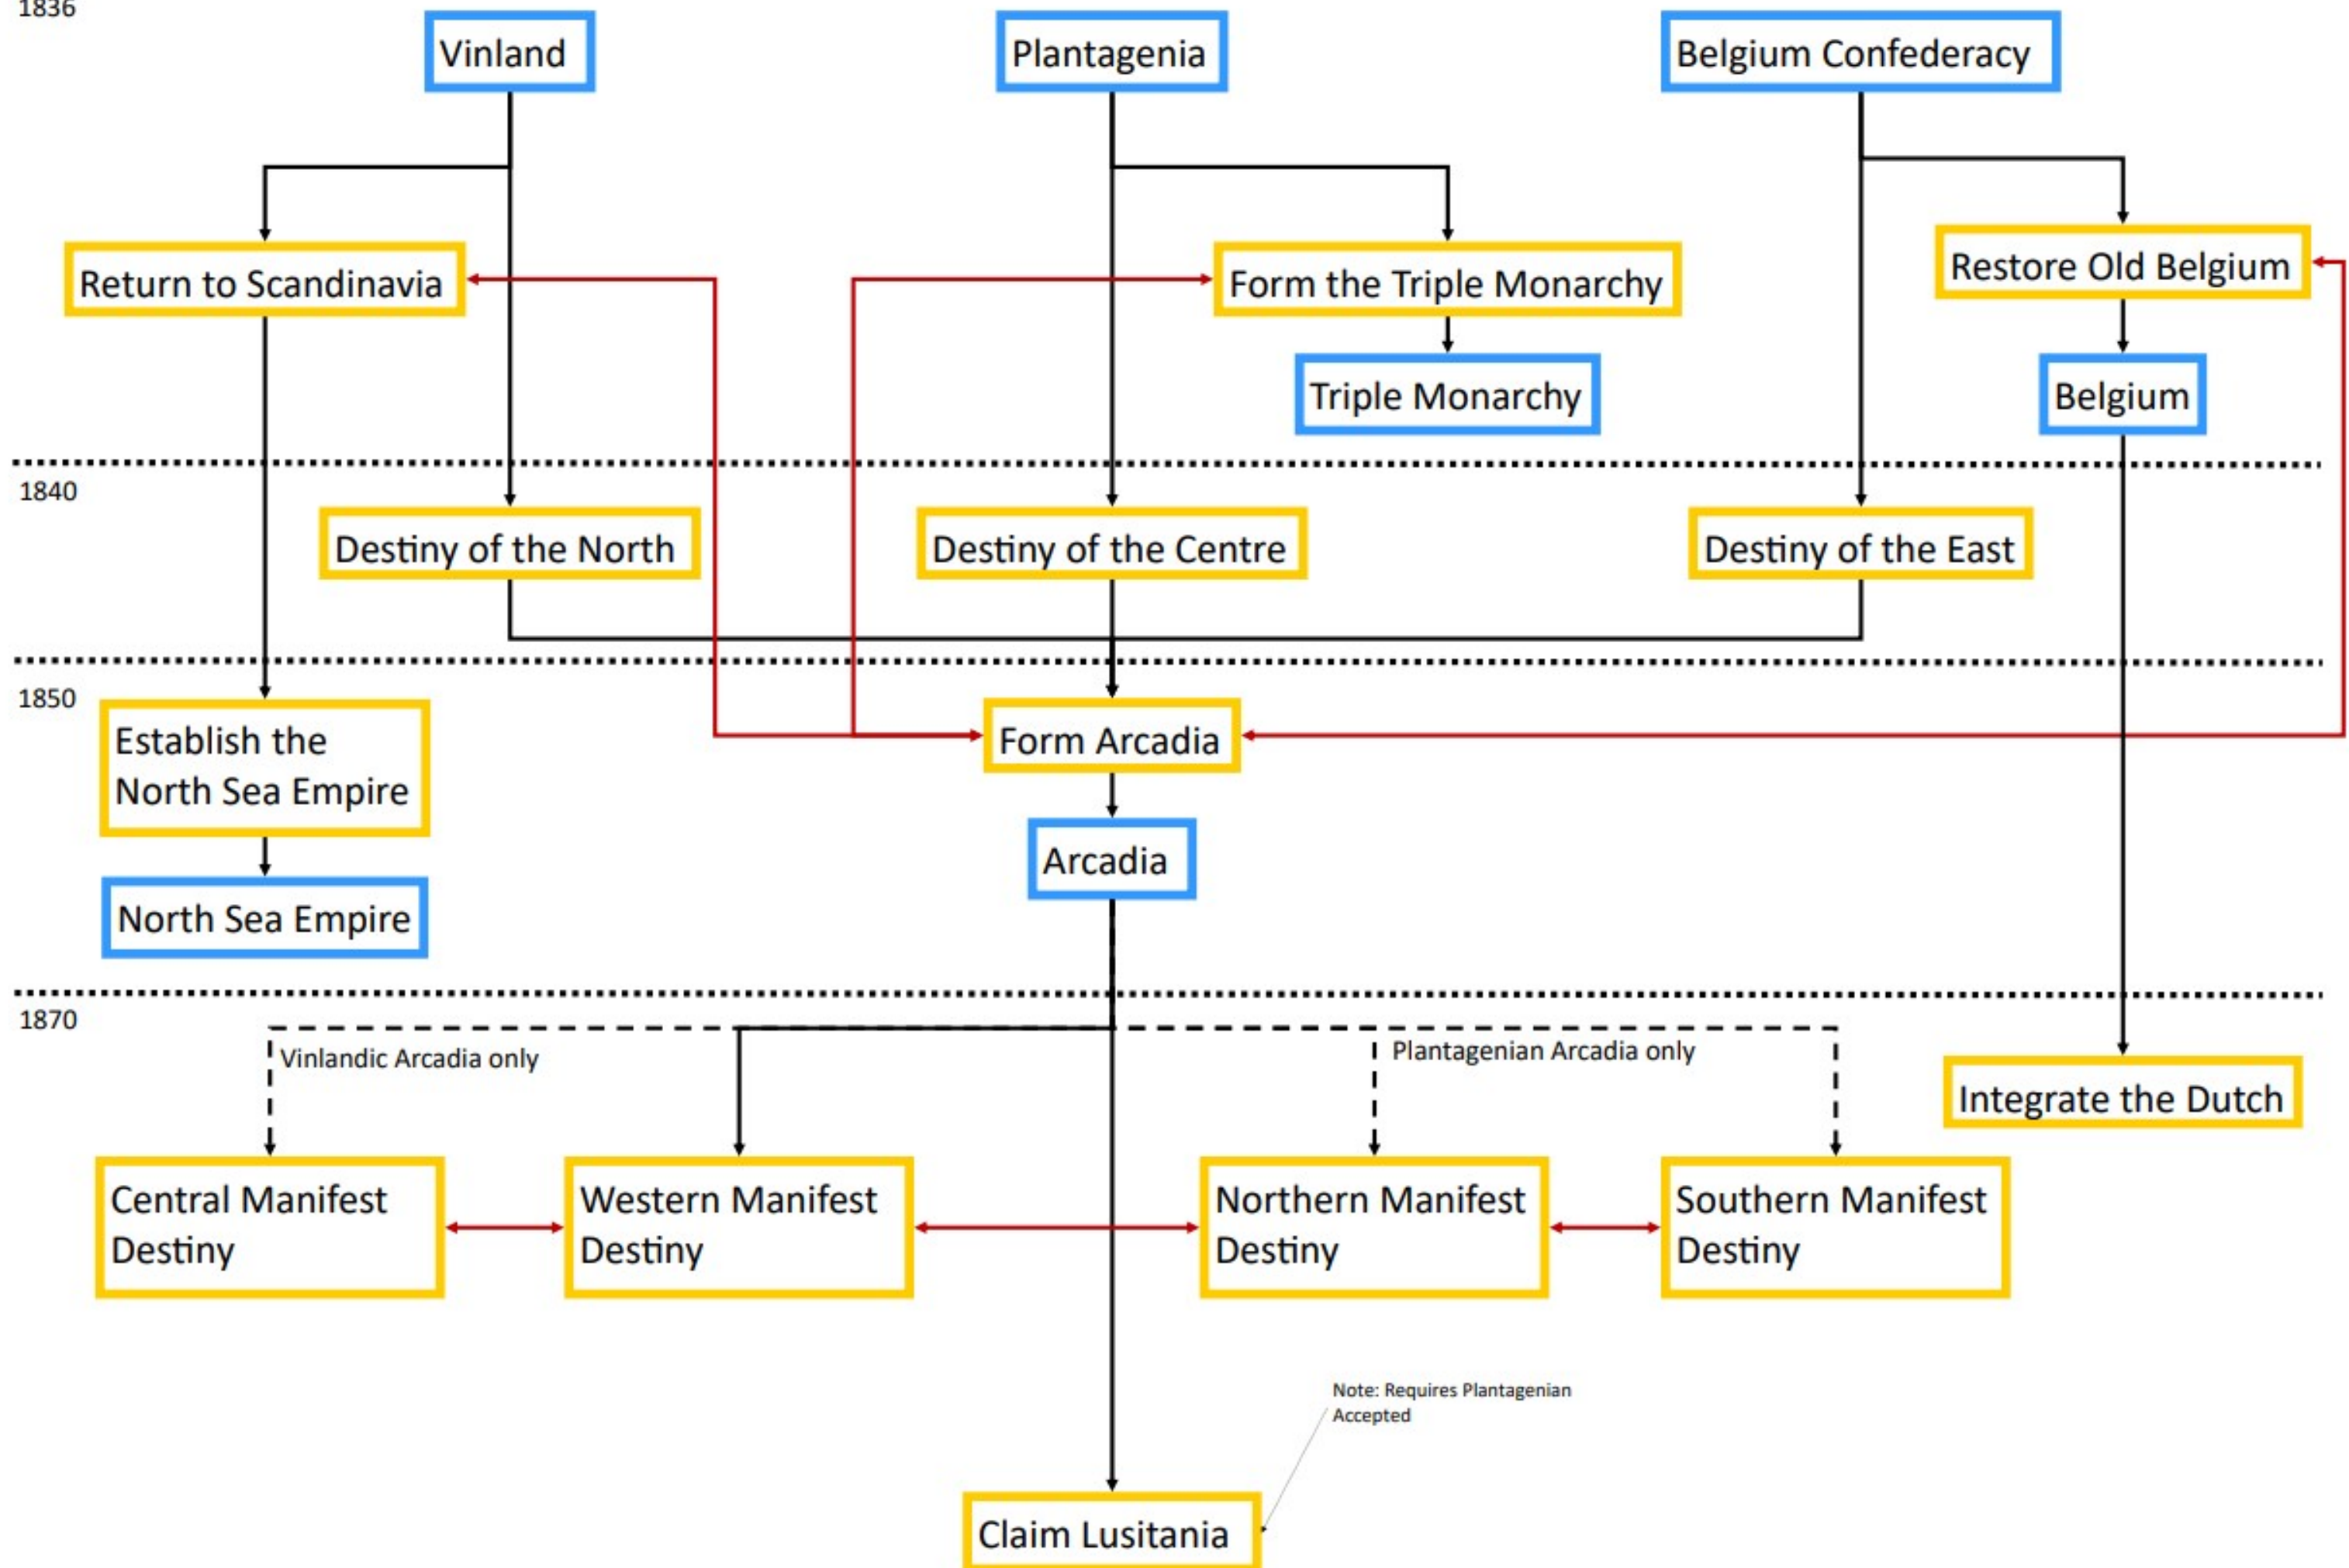 1836
Vinland
Plantagenia
Belgium Confederacy
Return to Scandinavia
Form the Triple Monarchy
Restore Old Belgium
Triple Monarchy
Belgium
1840
Destiny of the North
Destiny of the Centre
Destiny of the East
1850
Establish the
North Sea Empire
Form Arcadia
Arcadia
North Sea Empire
1870
Vinlandic Arcadia only
Plantagenian Arcadia only
Integrate the Dutch
Central Manifest
Destiny
Western Manifest
Destiny
Northern Manifest
Destiny
Southern Manifest
Destiny
Note: Requires Plantagenian
Accepted
Claim Lusitania